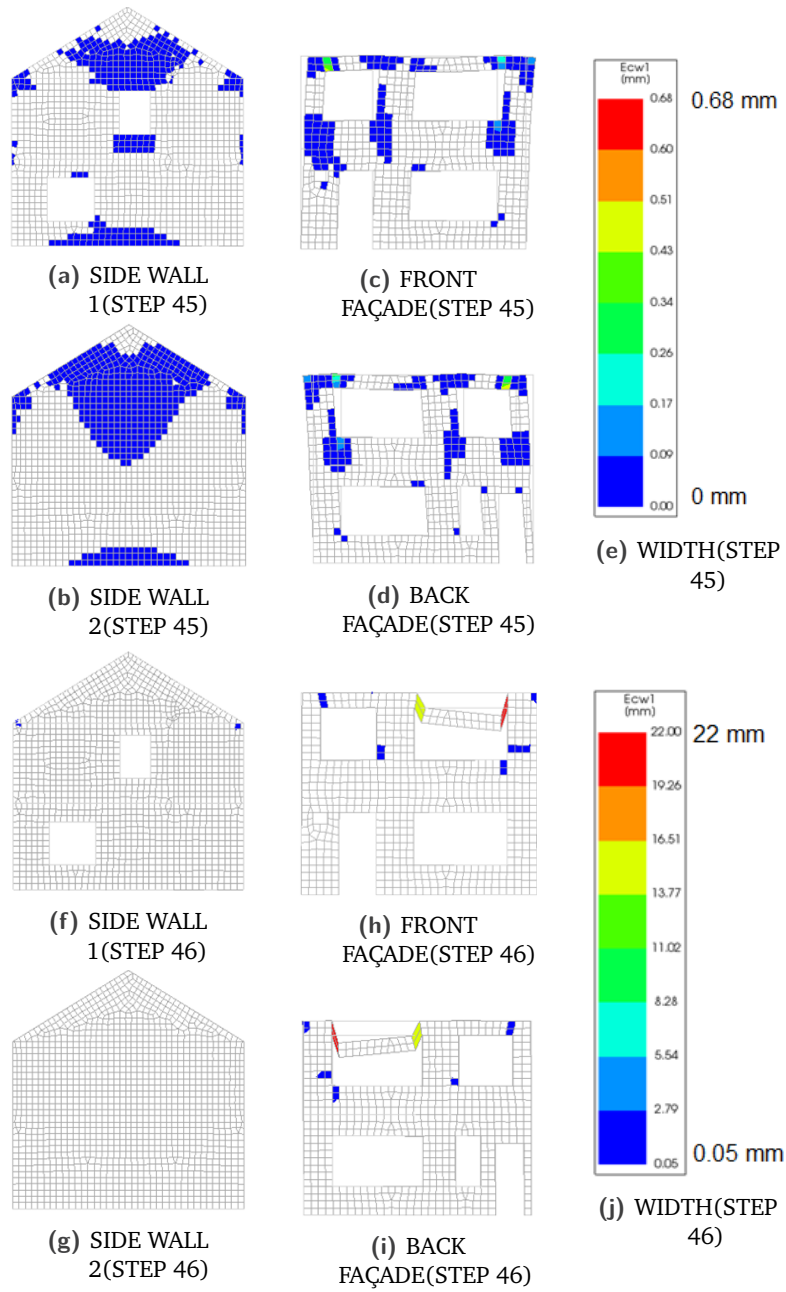 (a) SIDE WALL
1(STEP 45)
(c) FRONT
FAÇADE(STEP 45)
(b) SIDE WALL
2(STEP 45)
(d) BACK
FAÇADE(STEP 45)
Ecw1
(mm)
0.68
0.60
0.51
0.43
0.34
0.26
0.17
0.09
0.00
0.68 mm
0 mm
(e) WIDTH(STEP
45)
(f) SIDE WALL
1(STEP 46)
(h) FRONT
FAÇADE(STEP 46)
(g) SIDE WALL
2(STEP 46)
(i) BACK
FAÇADE(STEP 46)
Ecw1
(mm)
22.00
19.26
16.51
13.77
11.02
8.28
5.54
2.79
0.05
22 mm
0.05 mm
(j) WIDTH(STEP
46)